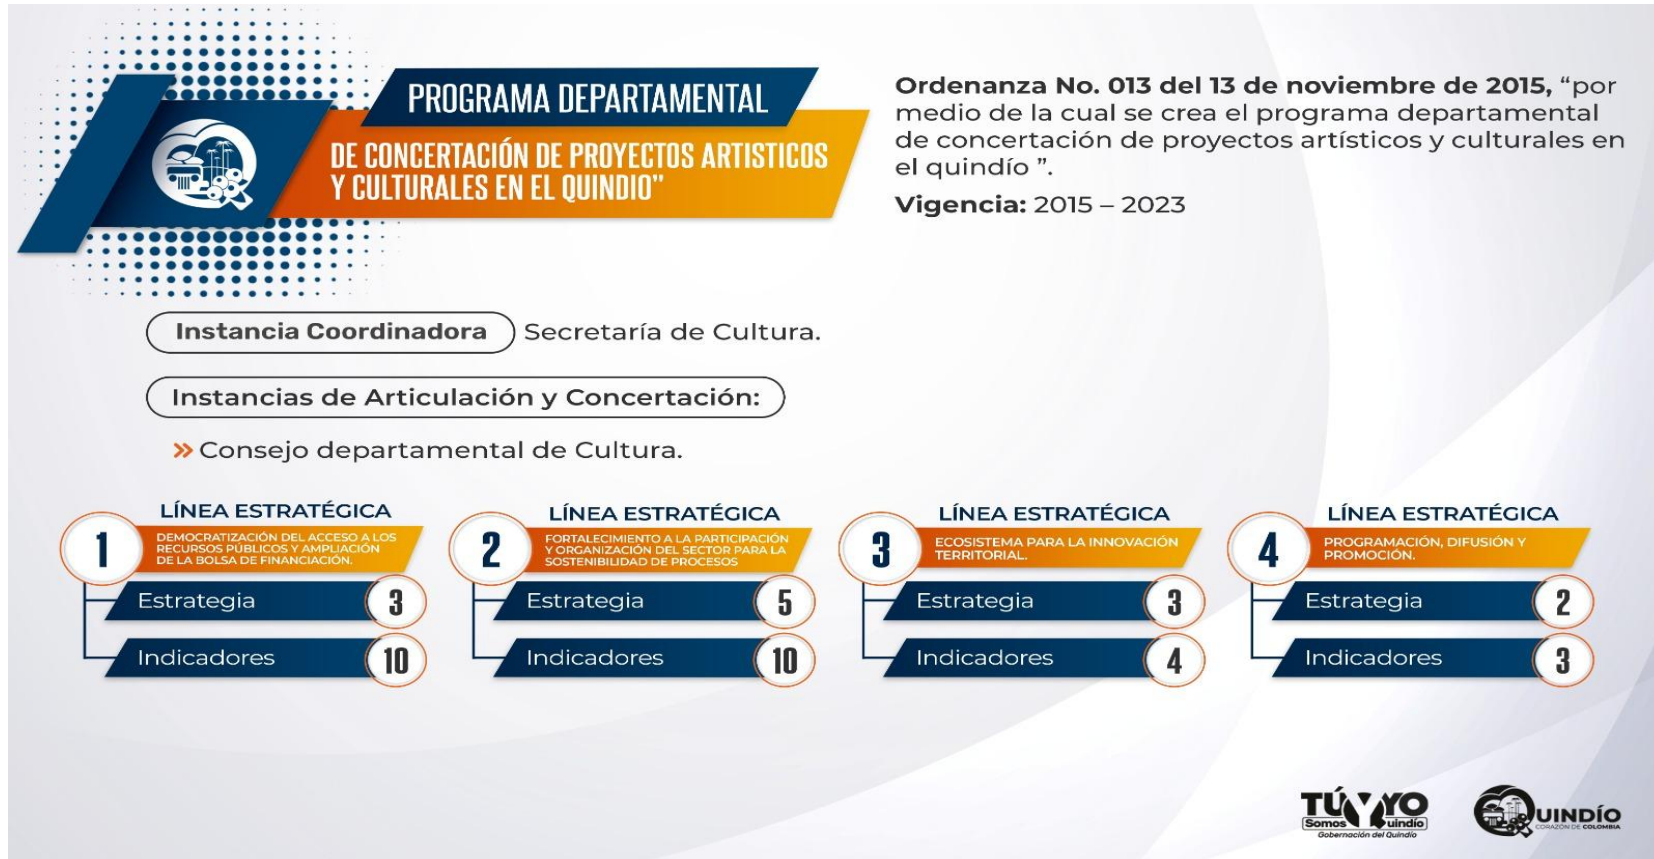 PROGRAMA DEPARTAMENTAL
DE CONCERTACIÓN DE PROYECTOS ARTISTICOS
Y CULTURALES EN EL QUINDIO”
Ordenanza No. 013 del 13 de noviembre de 2015, “por
medio de la cual se crea el programa departamental
de concertación de proyectos artísticos y culturales en
el quindío ”.
Vigencia: 2015 – 2023
Instancia Coordinadora Secretaría de Cultura.
Instancias de Articulación y Concertación:
» Consejo departamental de Cultura.
1
LÍNEA ESTRATÉGICA
DEMOCRATIZACIÓN DEL ACCESO A LOS
RECURSOS PÚBLICOS Y AMPLIACIÓN
DE LA BOLSA DE FINANCIACIÓN.
Estrategia 3
Indicadores 10
2
LÍNEA ESTRATÉGICA
FORTALECIMIENTO A LA PARTICIPACIÓN
Y ORGANIZACIÓN DEL SECTOR PARA LA
SOSTENIBILIDAD DE PROCESOS
Estrategia 5
Indicadores 10
3
LÍNEA ESTRATÉGICA
ECOSISTEMA PARA LA INNOVACIÓN
TERRITORIAL.
Estrategia 3
Indicadores 4
4
LÍNEA ESTRATÉGICA
PROGRAMACIÓN, DIFUSIÓN Y
PROMOCIÓN.
Estrategia 2
Indicadores 3
TÚ Y YO
Somos Quindío
Gobernación del Quindío
QUINDÍO
CORAZÓN DE COLOMBIA